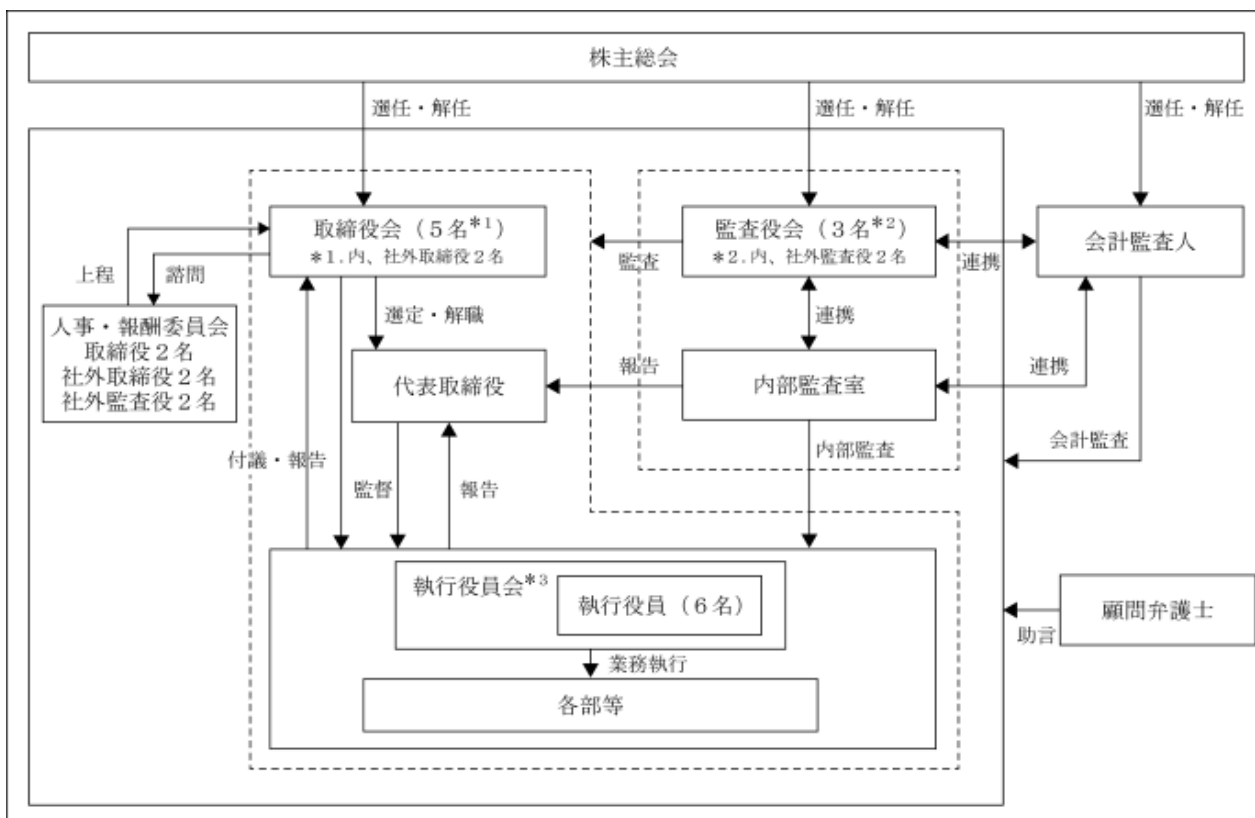 株主総会
選任・解任
選任・解任
選任・解任
取締役会(5名*1)
*1.内、社外取締役2名
監査役会(3名*2)
*2.内、社外監査役2名
会計監査人
監査
連携
上程
諮問
選定・解職
連携
人事・報酬委員会
取締役2名
社外取締役2名
社外監査役2名
代表取締役
報告
内部監査室
連携
付議・報告
監督
報告
内部監査
会計監査
執行役員会*3
執行役員(6名)
業務執行
各部等
顧問弁護士
助言